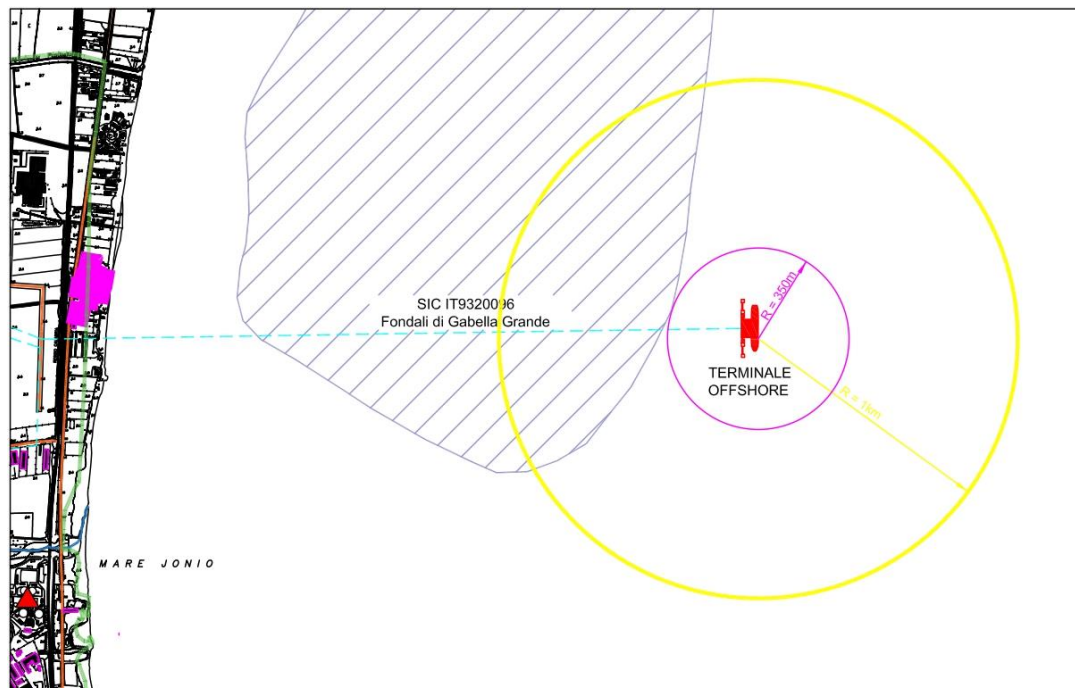 SIC IT9320096
Fondali di Gabella Grande
R = 350m
TERMINALE
OFFSHORE
R = 1km
MARE JONIO